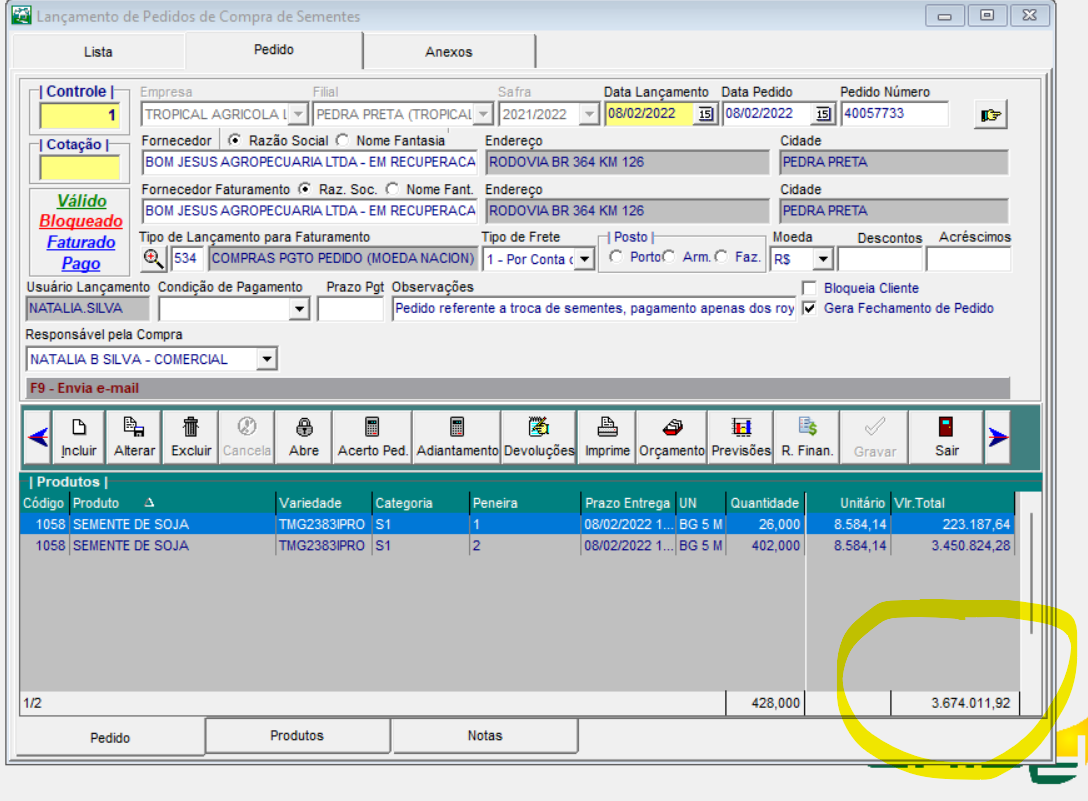 Lançamento de Pedidos de Compra de Sementes
Lista Pedido Anexos
| Controle | Empresa Filial Safra Data Lançamento Data Pedido Pedido Número
1 TROPICAL AGRICOLA L PEDRA PRETA (TROPICAL 2021/2022 08/02/2022 15 08/02/2022 15 40057733
| Cotação | Fornecedor Razão Social Nome Fantasia Endereço Cidade
BOM JESUS AGROPECUARIA LTDA - EM RECUPERACA RODOVIA BR 364 KM 126 PEDRA PRETA
Fornecedor Faturamento Raz. Soc. Nome Fant. Endereço Cidade
Válido BOM JESUS AGROPECUARIA LTDA - EM RECUPERACA RODOVIA BR 364 KM 126 PEDRA PRETA
Bloqueado
Faturado Tipo de Lançamento para Faturamento Tipo de Frete | Posto | Moeda Descontos Acréscimos
Pago 534 COMPRAS PGTO PEDIDO (MOEDA NACION) 1 - Por Conta Porto Arm. Faz. R$
Usuário Lançamento Condição de Pagamento Prazo Pgt Observações Bloqueia Cliente
NATALIA.SILVA Pedido referente a troca de sementes, pagamento apenas dos roy Gera Fechamento de Pedido
Responsável pela Compra
NATALIA B SILVA - COMERCIAL
F9 - Envia e-mail
Incluir Alterar Excluir Cancela Abre Acerto Ped. Adiantamento Devoluções Imprime Orçamento Previsões R. Finan. Gravar Sair
| Produtos |
Código Produto Variedade Categoria Peneira Prazo Entrega UN Quantidade Unitário Vlr.Total
1058 SEMENTE DE SOJA TMG2383IPRO S1 1 08/02/2022 1... BG 5 M 26,000 8.584,14 223.187,64
1058 SEMENTE DE SOJA TMG2383IPRO S1 2 08/02/2022 1... BG 5 M 402,000 8.584,14 3.450.824,28
1/2 428,000 3.674.011,92
Pedido Produtos Notas